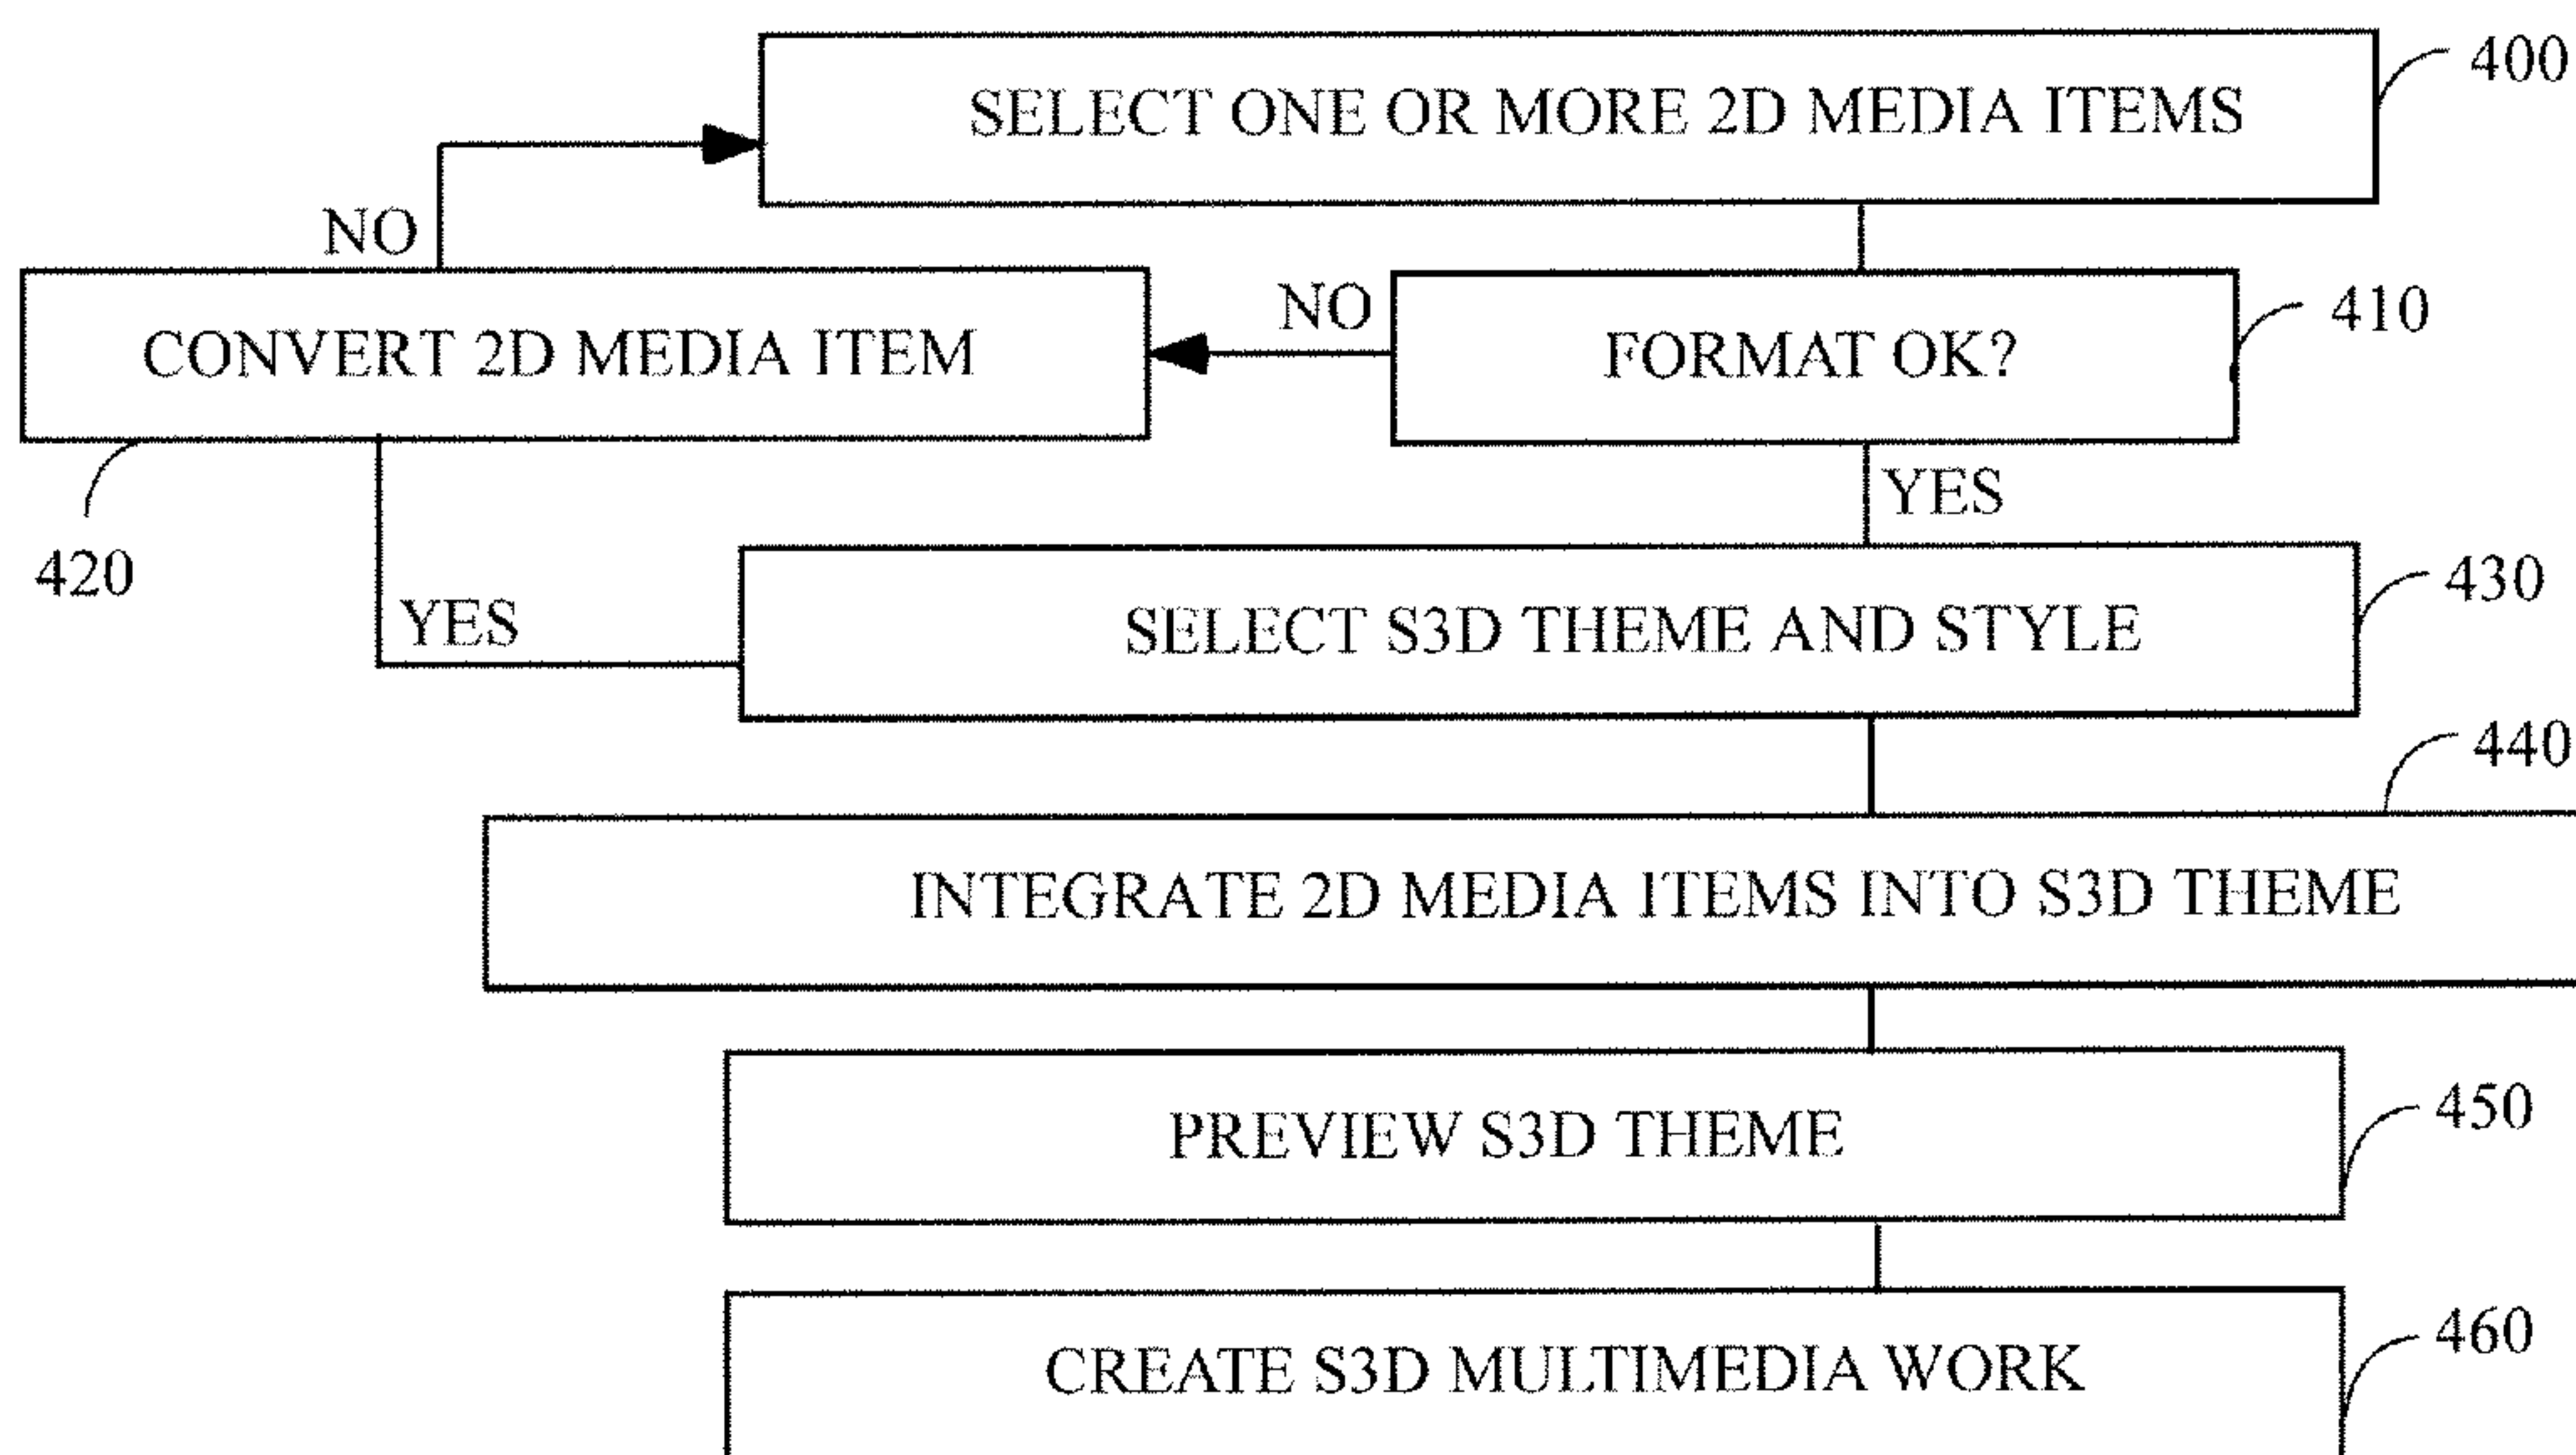 SELECT ONE OR MORE 2D MEDIA ITEMS
400
NO
CONVERT 2D MEDIA ITEM
NO
FORMAT OK?
410
420
YES
YES
SELECT S3D THEME AND STYLE
430
440
INTEGRATE 2D MEDIA ITEMS INTO S3D THEME
PREVIEW S3D THEME
450
CREATE S3D MULTIMEDIA WORK
460